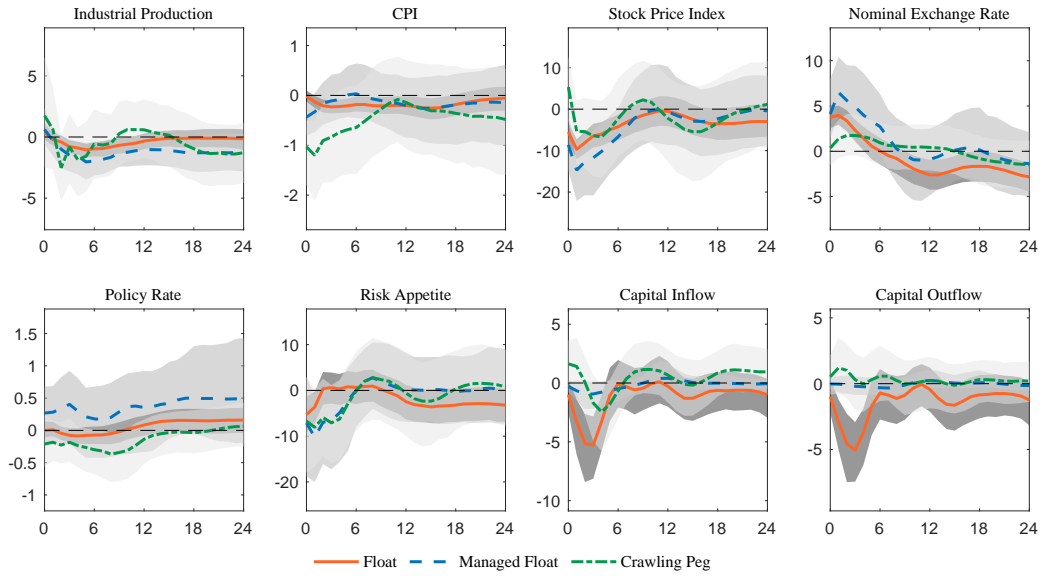 Industrial Production CPI Stock Price Index Nominal Exchange Rate
5 0 -5
1 0 -1 -2
10 0 -10 -20
10 5 0 -5
0 6 12 18 24 0 6 12 18 24 0 6 12 18 24 0 6 12 18 24
Policy Rate Risk Appetite Capital Inflow Capital Outflow
1.5 1 0.5 0 -0.5 -1
10 0 -10 -20
5 0 -5 -10
5 0 -5
0 6 12 18 24 0 6 12 18 24 0 6 12 18 24 0 6 12 18 24
Float Managed Float Crawling Peg